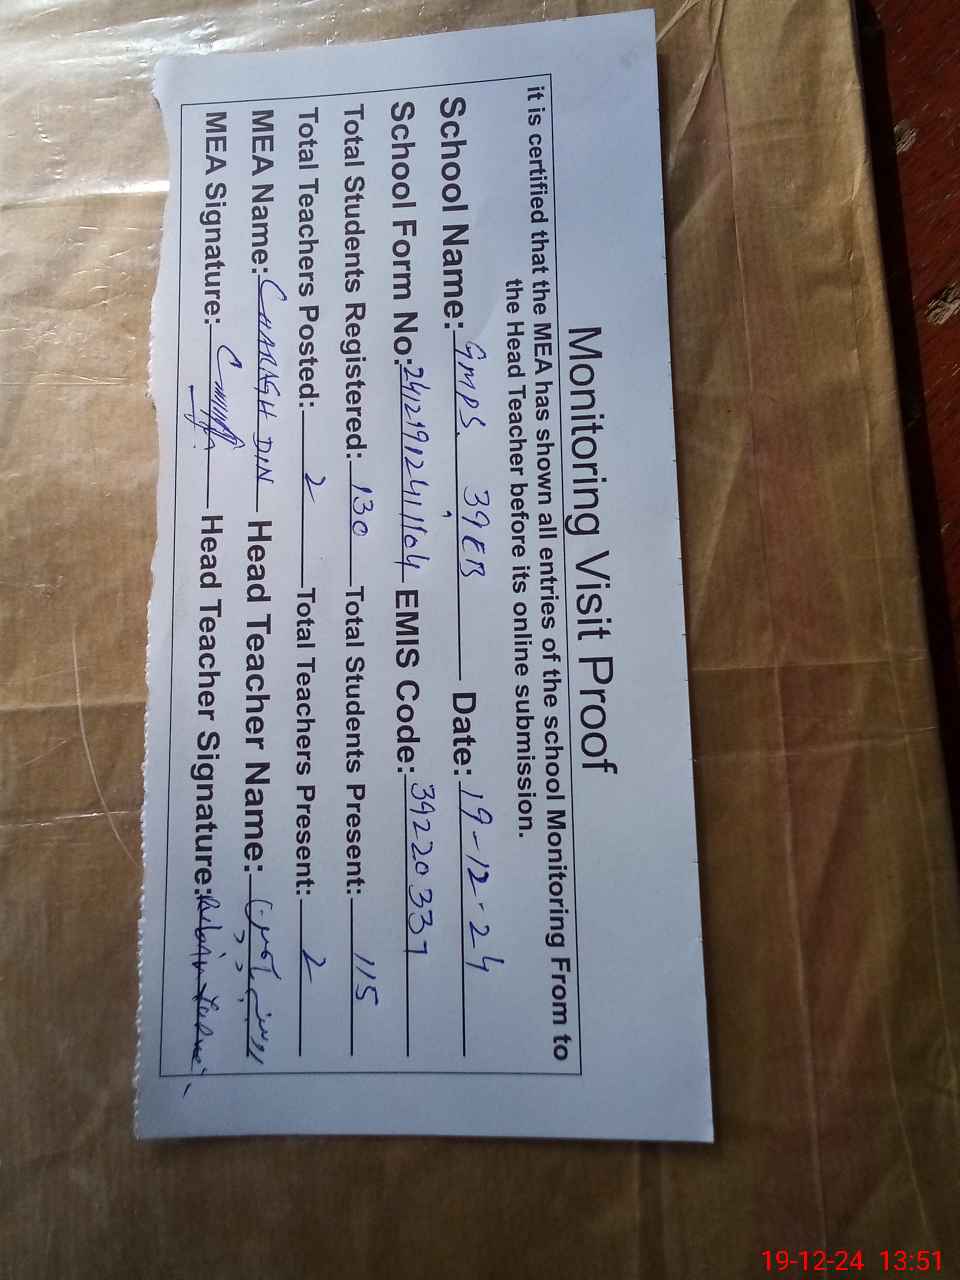 Monitoring Visit Proof
it is certified that the MEA has shown all entries of the school Monitoring From to
the Head Teacher before its online submission.
School Name: GMPS. 39EB Date: 19-12-24
School Form No: 24121912411104 EMIS Code: 39220337
Total Students Registered: 130 Total Students Present: 115
Total Teachers Posted: 2 Total Teachers Present: 2
MEA Name: CHARAGH DIN Head Teacher Name:
MEA Signature: Head Teacher Signature:
19-12-24 13:51